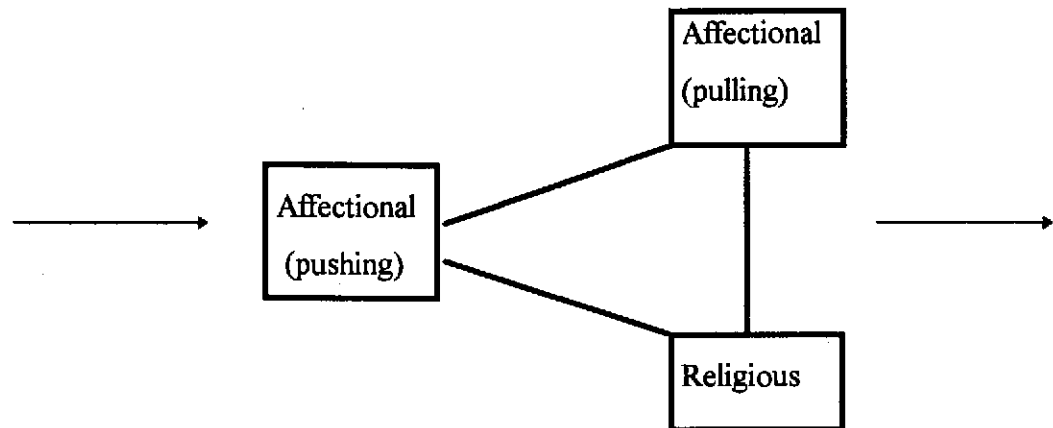 Affectional
(pulling)
Affectional
(pushing)
Religious